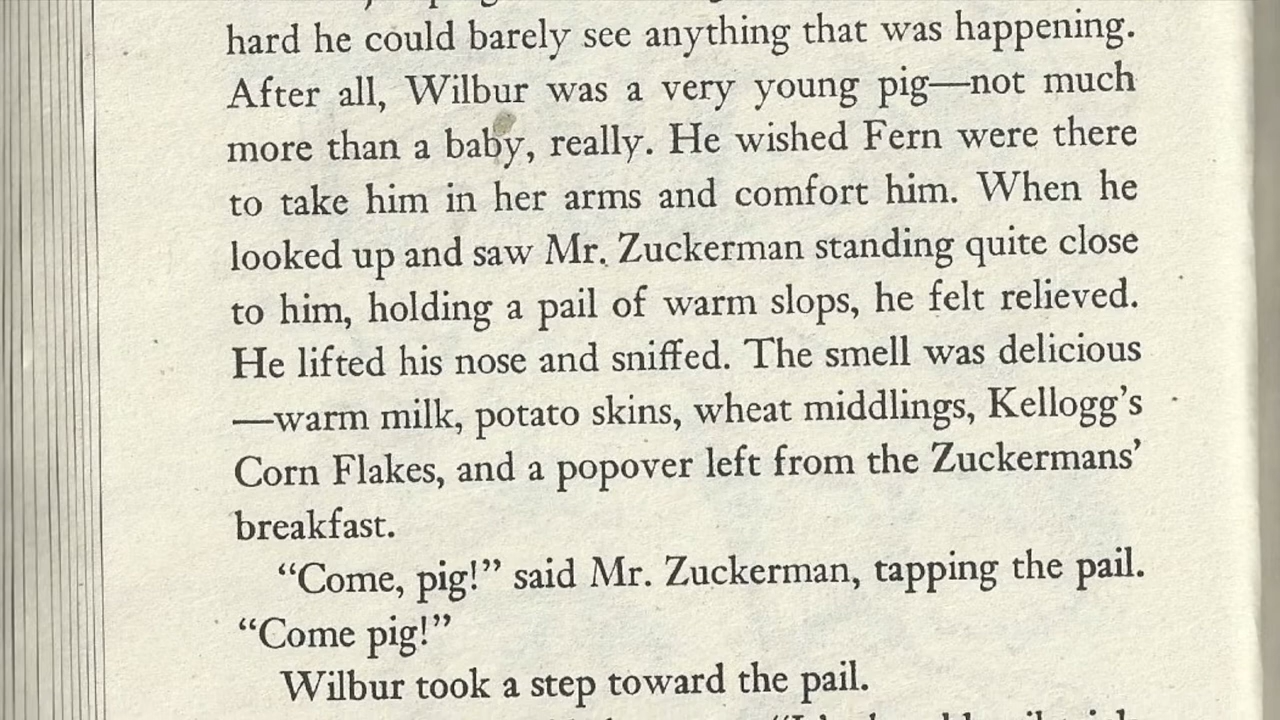 hard he could barely see anything that was happening.
After all, Wilbur was a very young pig—not much
more than a baby, really. He wished Fern were there
to take him in her arms and comfort him. When he
looked up and saw Mr. Zuckerman standing quite close
to him, holding a pail of warm slops, he felt relieved.
He lifted his nose and sniffed. The smell was delicious
—warm milk, potato skins, wheat middlings, Kellogg's
Corn Flakes, and a popover left from the Zuckermans'
breakfast.
“Come, pig!” said Mr. Zuckerman, tapping the pail.
“Come pig!”
Wilbur took a step toward the pail.